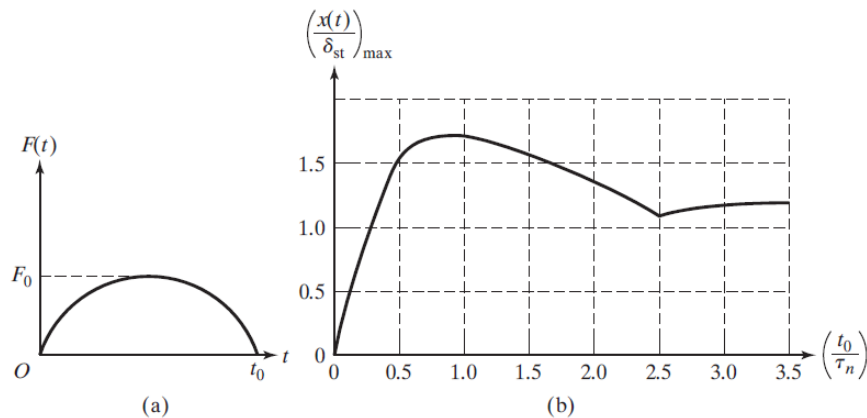 F(t)
F₀
O
t₀
t
(a)
(x(t)/δst)max
1.5
1.0
0.5
0
0
0.5
1.0
1.5
2.0
2.5
3.0
3.5
(t₀/τn)
(b)